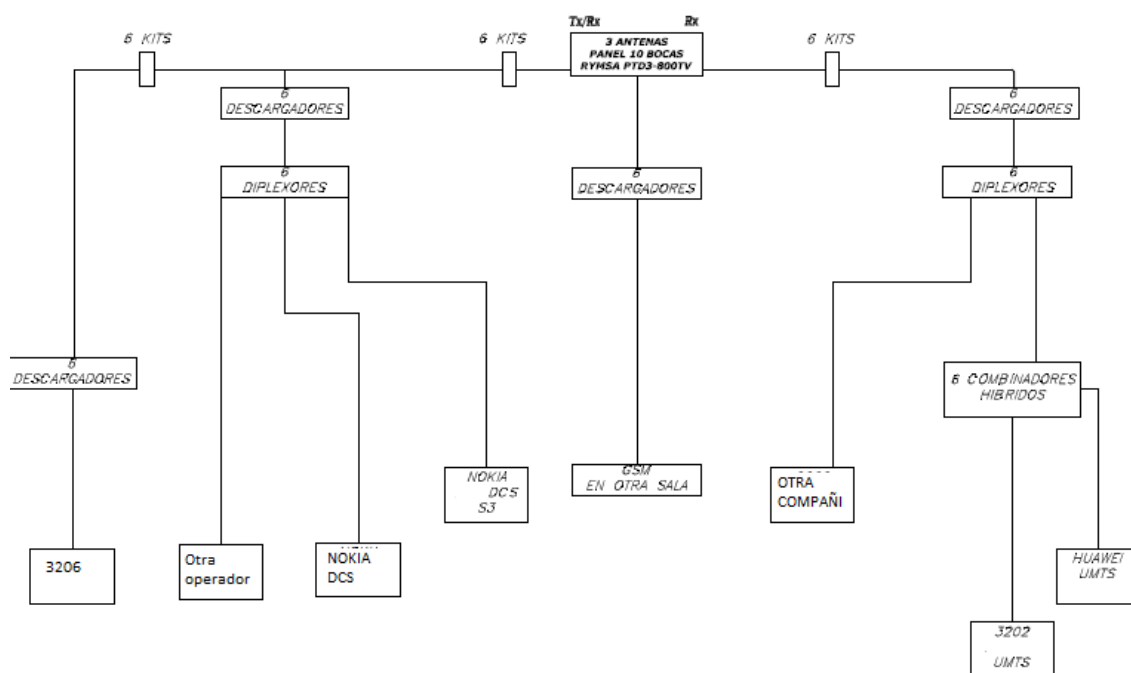 Tx/Rx
Rx
6 KITS
6 KITS
3 ANTENAS
PANEL 10 BOCAS
RYMSA PTD3-800TV
6 KITS
6
DESCARGADORES
6
DESCARGADORES
6
DIPLEXORES
6
DESCARGADORES
6
DIPLEXORES
6
DESCARGADORES
6 COMBINADORES
HIBRIDOS
NOKIA
DCS
S3
GSM
EN OTRA SALA
OTRA
COMPAÑI
3206
Otra
operador
NOKIA
DCS
HUAWEI
UMTS
3202
UMTS